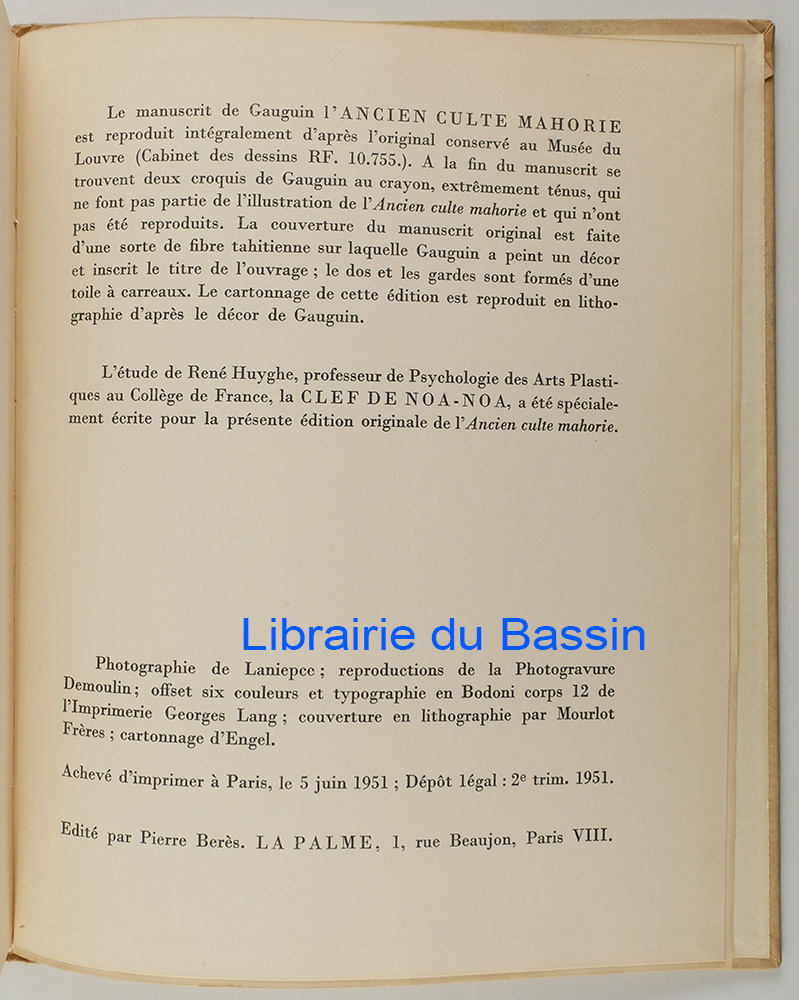 Le manuscrit de Gauguin l'ANCIEN CULTE MAHORIE
est reproduit intégralement d'après l'original conservé au Musée du
Louvre (Cabinet des dessins RF. 10.755.). A la fin du manuscrit se
trouvent deux croquis de Gauguin au crayon, extrêmement ténus, qui
ne font pas partie de l'illustration de l'Ancien culte mahorie et qui n'ont
pas été reproduits. La couverture du manuscrit original est faite
d'une sorte de fibre tahitienne sur laquelle Gauguin a peint un décor
et inscrit le titre de l'ouvrage ; le dos et les gardes sont formés d'une
toile à carreaux. Le cartonnage de cette édition est reproduit en litho-
graphie d'après le décor de Gauguin.
L'étude de René Huyghe, professeur de Psychologie des Arts Plasti-
ques au Collège de France, la CLEF DE NOA-NOA, a été spéciale-
ment écrite pour la présente édition originale de l'Ancien culte mahorie.
Librairie du Bassin
Photographie de Laniepce ; reproductions de la Photogravure
Demoulin ; offset six couleurs et typographie en Bodoni corps 12 de
l'Imprimerie Georges Lang ; couverture en lithographie par Mourlot
Frères ; cartonnage d'Engel.
Achevé d'imprimer à Paris, le 5 juin 1951 ; Dépôt légal : 2e trim. 1951.
Edité par Pierre Berès. LA PALME, 1, rue Beaujon, Paris VIII.